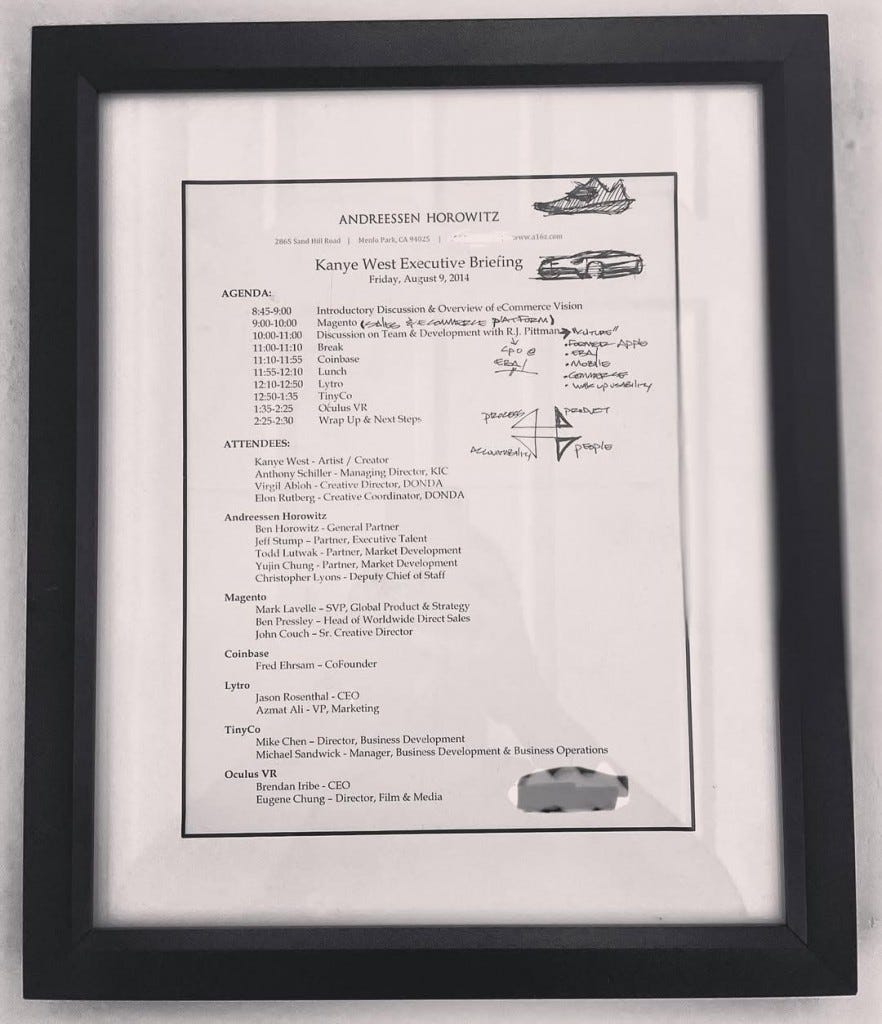 ANDREESSEN HOROWITZ
2865 Sand Hill Road | Menlo Park, CA 94025 | www.a16z.com
Kanye West Executive Briefing
Friday, August 9, 2014
AGENDA:
8:45-9:00 Introductory Discussion & Overview of eCommerce Vision
9:00-10:00 Magento (SALES & ECOMMERCE PLATFORM)
10:00-11:00 Discussion on Team & Development with R.J. Pittman → "FUTURE"
11:00-11:10 Break
11:10-11:55 Coinbase
11:55-12:10 Lunch
12:10-12:50 Lytro
12:50-1:35 TinyCo
1:35-2:25 Oculus VR
2:25-2:30 Wrap Up & Next Steps
CPO @
EBAY
• FORMER APPLE
• EBAY
• MOBILE
• COMMERCE
• USABILITY
PROCESS
PRODUCT
ACCOUNTABILITY
PEOPLE
ATTENDEES:
Kanye West - Artist / Creator
Anthony Schiller - Managing Director, KIC
Virgil Abloh - Creative Director, DONDA
Elon Rutberg - Creative Coordinator, DONDA
Andreessen Horowitz
Ben Horowitz - General Partner
Jeff Stump – Partner, Executive Talent
Todd Lutwak - Partner, Market Development
Yujin Chung - Partner, Market Development
Christopher Lyons - Deputy Chief of Staff
Magento
Mark Lavelle – SVP, Global Product & Strategy
Ben Pressley – Head of Worldwide Direct Sales
John Couch – Sr. Creative Director
Coinbase
Fred Ehrsam – CoFounder
Lytro
Jason Rosenthal - CEO
Azmat Ali - VP, Marketing
TinyCo
Mike Chen – Director, Business Development
Michael Sandwick - Manager, Business Development & Business Operations
Oculus VR
Brendan Iribe - CEO
Eugene Chung – Director, Film & Media